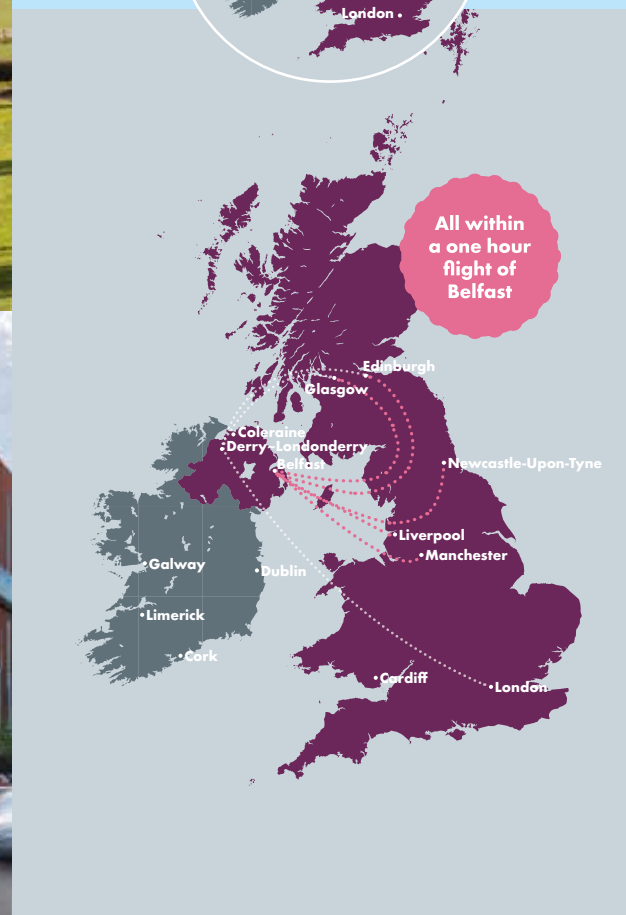 London
All within
a one hour
flight of
Belfast
Edinburgh
Glasgow
Coleraine
Derry~Londonderry
Belfast
Newcastle-Upon-Tyne
Liverpool
Manchester
Galway
Dublin
Limerick
Cork
Cardiff
London